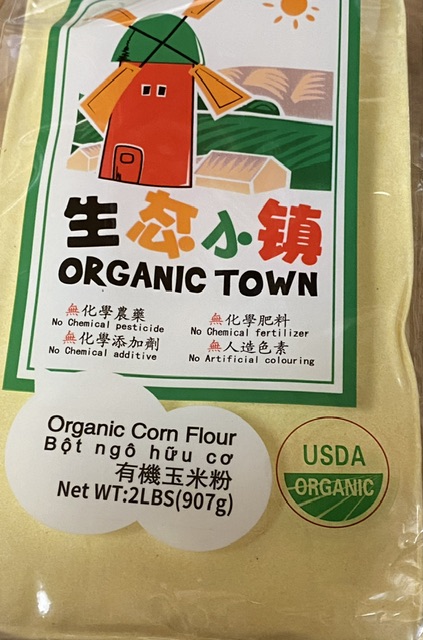 生态小镇
ORGANIC TOWN
無化學農藥
No Chemical pesticide
無化學肥料
No Chemical fertilizer
無化學添加劑
No Chemical additive
無人造色素
No Artificial colouring
Organic Corn Flour
Bột ngô hữu cơ
有機玉米粉
Net WT:2LBS(907g)
USDA
ORGANIC